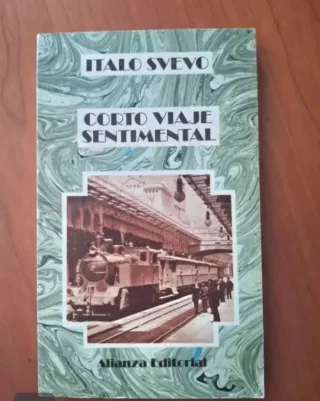 ITALO SVEVO
CORTO VIAJE
SENTIMENTAL
Alianza Editorial